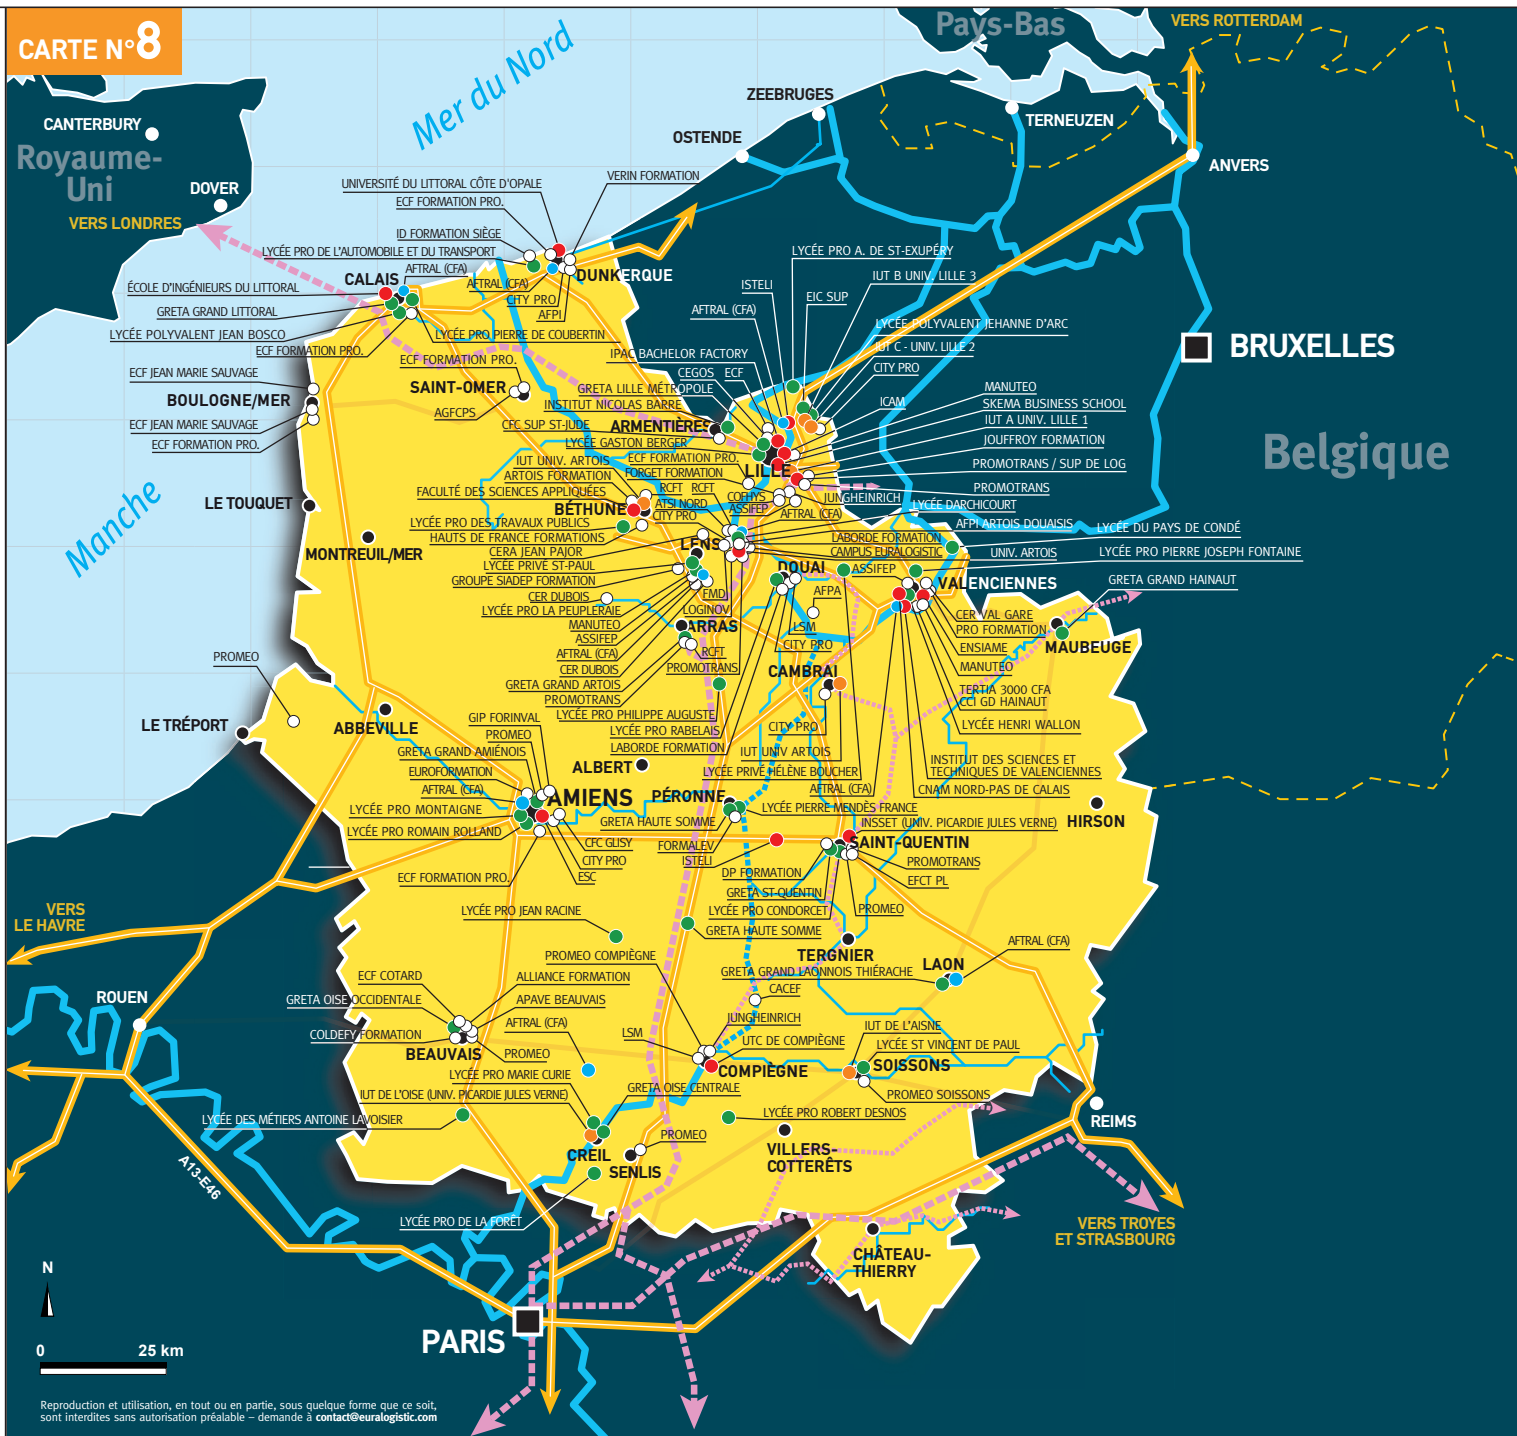 CARTE N°8
Pays-Bas
VERS ROTTERDAM
Mer du Nord
ZEEBRUGES
CANTERBURY
TERNEUZEN
OSTENDE
Royaume-
Uni
ANVERS
DOVER
VERS LONDRES
VERIN FORMATION
UNIVERSITÉ DU LITTORAL CÔTE D'OPALE
ECF FORMATION PRO.
ID FORMATION SIÈGE
LYCÉE PRO DE L'AUTOMOBILE ET DU TRANSPORT
AFTRAL (CFA)
CALAIS
DUNKERQUE
AFTRAL (CFA)
CITY PRO
AFPI
ÉCOLE D'INGÉNIEURS DU LITTORAL
GRETA GRAND LITTORAL
LYCÉE POLYVALENT JEAN BOSCO
ECF FORMATION PRO.
LYCÉE PRO PIERRE DE COUBERTIN
LYCÉE PRO A. DE ST-EXUPÉRY
IUT B UNIV. LILLE 3
ISTELI
EIC SUP
AFTRAL (CFA)
LYCÉE POLYVALENT JEHANNE D'ARC
IUT C - UNIV. LILLE 2
BRUXELLES
IPAC BACHELOR FACTORY
ECF FORMATION PRO.
CITY PRO
CEGOS
ECF
ECF JEAN MARIE SAUVAGE
SAINT-OMER
GRETA LILLE MÉTROPOLE
MANUTEO
BOULOGNE/MER
AGFCPS
INSTITUT NICOLAS BARRE
ICAM
SKEMA BUSINESS SCHOOL
ECF JEAN MARIE SAUVAGE
CFC SUP ST-JUDE
ARMENTIÈRES
IUT A UNIV. LILLE 1
ECF FORMATION PRO.
LYCÉE GASTON BERGER
JOUFFROY FORMATION
Belgique
IUT UNIV. ARTOIS
ECF FORMATION PRO.
PROMOTRANS / SUP DE LOG
ARTOIS FORMATION
FORGET FORMATION
LILLE
FACULTÉ DES SCIENCES APPLIQUÉES
RCFT
RCFT
PROMOTRANS
COFHYS
JUNGHEINRICH
Manche
LE TOUQUET
BÉTHUNE
ATSI NORD
ASSIFEP
AFTRAL (CFA)
LYCÉE DARCHICOURT
CITY PRO
LYCÉE PRO DES TRAVAUX PUBLICS
AFPI ARTOIS DOUAISIS
LYCÉE DU PAYS DE CONDÉ
HAUTS DE FRANCE FORMATIONS
LABORDE FORMATION
MONTREUIL/MER
CERA JEAN PAJOR
LENS
CAMPUS EURALOGISTIC
UNIV. ARTOIS
LYCÉE PRO PIERRE JOSEPH FONTAINE
LYCÉE PRIVÉ ST-PAUL
DOUAI
ASSIFEP
GROUPE SIADEP FORMATION
VALENCIENNES
GRETA GRAND HAINAUT
CER DUBOIS
FMD
AFPA
LYCÉE PRO LA PEUPLERAIE
LOGINOV
CER VAL GARE
MANUTEO
ARRAS
LSM
PRO FORMATION
ASSIFEP
CITY PRO
ENSIAME
MAUBEUGE
AFTRAL (CFA)
RCFT
PROMEO
CER DUBOIS
PROMOTRANS
MANUTEO
CAMBRAI
GRETA GRAND ARTOIS
TERTIA 3000 CFA
CCI GD HAINAUT
PROMOTRANS
LYCÉE PRO PHILIPPE AUGUSTE
LE TRÉPORT
ABBEVILLE
GIP FORINVAL
LYCÉE PRO RABELAIS
CITY PRO
LYCÉE HENRI WALLON
PROMEO
LABORDE FORMATION
IUT UNIV ARTOIS
GRETA GRAND AMIÉNOIS
INSTITUT DES SCIENCES ET
TECHNIQUES DE VALENCIENNES
EUROFORMATION
ALBERT
LYCÉE PRIVÉ HÉLÈNE BOUCHER
AFTRAL (CFA)
AFTRAL (CFA)
CNAM NORD-PAS DE CALAIS
AMIENS
PÉRONNE
LYCÉE PRO MONTAIGNE
LYCÉE PIERRE MENDÈS FRANCE
HIRSON
LYCÉE PRO ROMAIN ROLLAND
GRETA HAUTE SOMME
INSSET (UNIV. PICARDIE JULES VERNE)
CFC GLISY
FORMALEV
SAINT-QUENTIN
CITY PRO
ISTELI
PROMOTRANS
ECF FORMATION PRO.
ESC
DP FORMATION
EFCT PL
GRETA ST-QUENTIN
VERS
LE HAVRE
LYCÉE PRO JEAN RACINE
LYCÉE PRO CONDORCET
PROMEO
GRETA HAUTE SOMME
AFTRAL (CFA)
TERGNIER
PROMEO COMPIÈGNE
LAON
ECF COTARD
ALLIANCE FORMATION
GRETA GRAND LAONNOIS THIÉRACHE
CACEF
ROUEN
GRETA OISE OCCIDENTALE
APAVE BEAUVAIS
JUNGHEINRICH
AFTRAL (CFA)
LSM
IUT DE L'AISNE
COLDEFY FORMATION
UTC DE COMPIÈGNE
LYCÉE ST VINCENT DE PAUL
BEAUVAIS
PROMEO
COMPIÈGNE
SOISSONS
LYCÉE PRO MARIE CURIE
GRETA OISE CENTRALE
PROMEO SOISSONS
IUT DE L'OISE (UNIV. PICARDIE JULES VERNE)
LYCÉE DES MÉTIERS ANTOINE LAVOISIER
LYCÉE PRO ROBERT DESNOS
REIMS
PROMEO
CREIL
VILLERS-
COTTERÊTS
SENLIS
A13-E46
LYCÉE PRO DE LA FORÊT
VERS TROYES
ET STRASBOURG
CHÂTEAU-
THIERRY
N
PARIS
0 25 km
Reproduction et utilisation, en tout ou en partie, sous quelque forme que ce soit,
sont interdites sans autorisation préalable – demande à contact@euralogistic.com